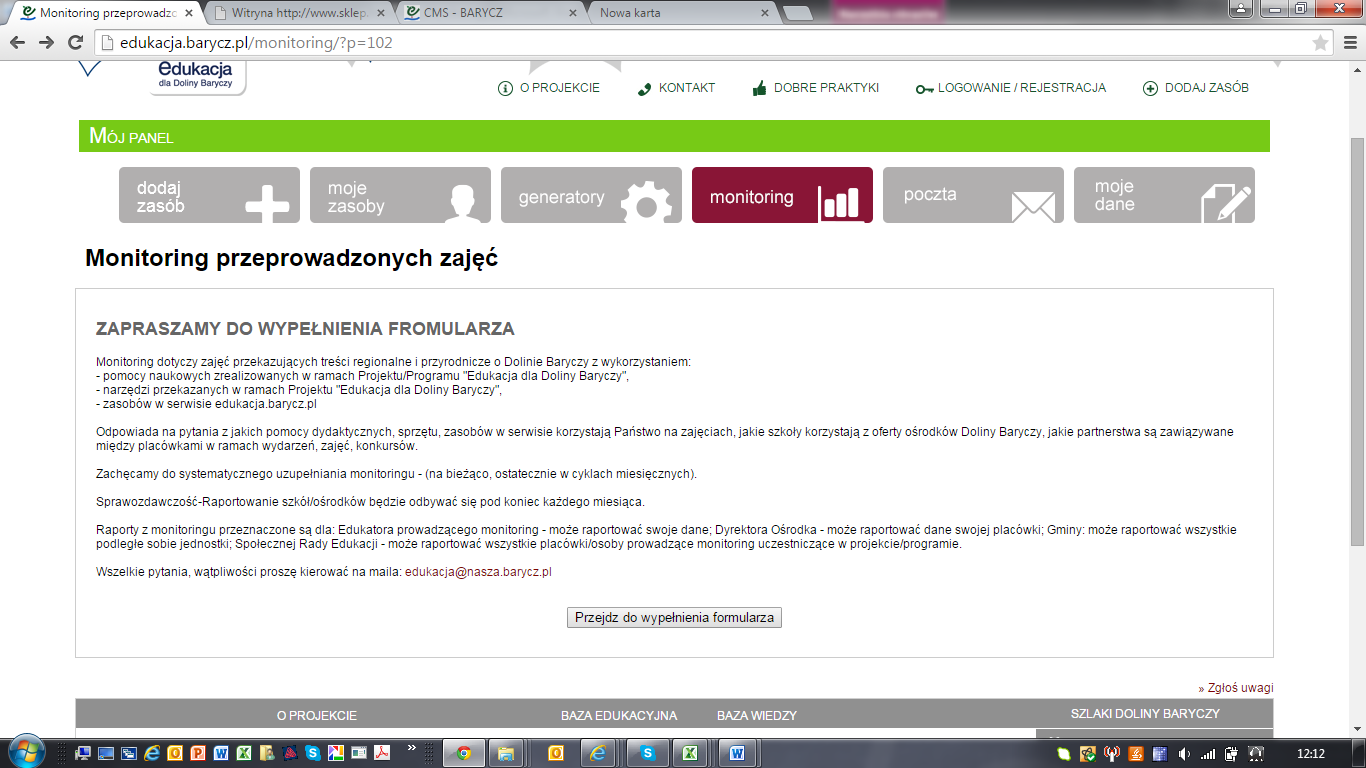 Monitoring przeprowadzo
Witryna http://www.sklep.
CMS - BARYCZ
Nowa karta
edukacja.barycz.pl/monitoring/?p=102
edukacja
dla Doliny Baryczy
O PROJEKCIE
KONTAKT
DOBRE PRAKTYKI
LOGOWANIE / REJESTRACJA
DODAJ ZASÓB
MÓJ PANEL
dodaj
zasób
moje
zasoby
generatory
monitoring
poczta
moje
dane
Monitoring przeprowadzonych zajęć
ZAPRASZAMY DO WYPEŁNIENIA FROMULARZA
Monitoring dotyczy zajęć przekazujących treści regionalne i przyrodnicze o Dolinie Baryczy z wykorzystaniem:
- pomocy naukowych zrealizowanych w ramach Projektu/Programu "Edukacja dla Doliny Baryczy",
- narzędzi przekazanych w ramach Projektu "Edukacja dla Doliny Baryczy",
- zasobów w serwisie edukacja.barycz.pl
Odpowiada na pytania z jakich pomocy dydaktycznych, sprzętu, zasobów w serwisie korzystają Państwo na zajęciach, jakie szkoły korzystają z oferty ośrodków Doliny Baryczy, jakie partnerstwa są zawiązywane
między placówkami w ramach wydarzeń, zajęć, konkursów.
Zachęcamy do systematycznego uzupełniania monitoringu - (na bieżąco, ostatecznie w cyklach miesięcznych).
Sprawozdawczość-Raportowanie szkół/ośrodków będzie odbywać się pod koniec każdego miesiąca.
Raporty z monitoringu przeznaczone są dla: Edukatora prowadzącego monitoring - może raportować swoje dane; Dyrektora Ośrodka - może raportować dane swojej placówki; Gminy: może raportować wszystkie
podległe sobie jednostki; Społecznej Rady Edukacji - może raportować wszystkie placówki/osoby prowadzące monitoring uczestniczące w projekcie/programie.
Wszelkie pytania, wątpliwości proszę kierować na maila: edukacja@nasza.barycz.pl
Przejdz do wypełnienia formularza
» Zgłoś uwagi
O PROJEKCIE
BAZA EDUKACYJNA
BAZA WIEDZY
SZLAKI DOLINY BARYCZY
12:12